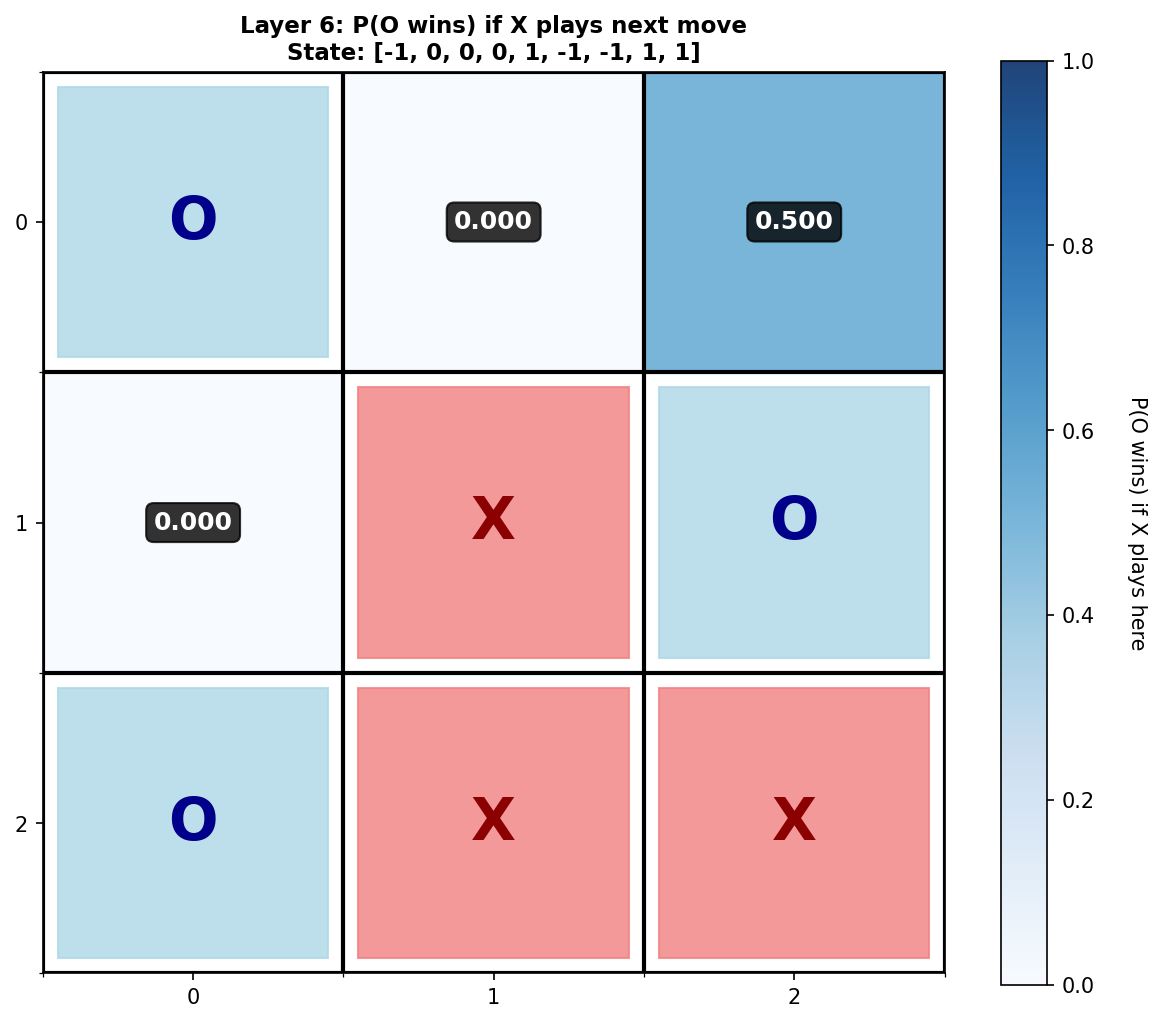 Layer 6: P(O wins) if X plays next move
State: [-1, 0, 0, 0, 1, -1, -1, 1, 1]
0
O
0.000
0.500
1
0.000
X
O
2
O
X
X
0
1
2
1.0
0.8
0.6
0.4
0.2
0.0
P(O wins) if X plays here